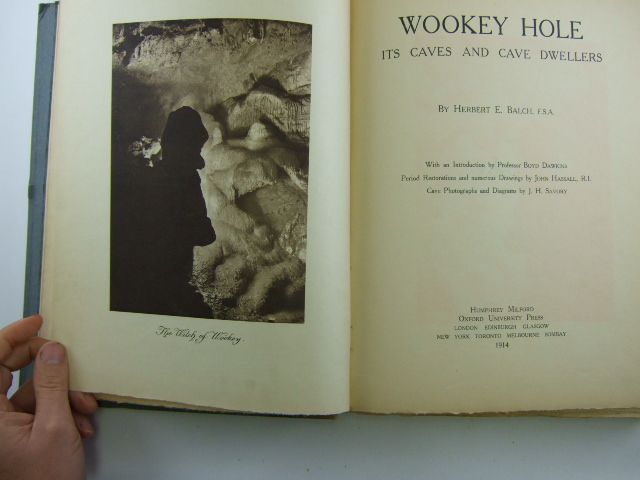 The Witch of Wookey.
WOOKEY HOLE
ITS CAVES AND CAVE DWELLERS
BY HERBERT E. BALCH, F.S.A.
With an Introduction by Professor BOYD DAWKINS
Period Restorations and numerous Drawings by JOHN HASSALL, R.I.
Cave Photographs and Diagrams by J. H. SAVORY
HUMPHREY MILFORD
OXFORD UNIVERSITY PRESS
LONDON EDINBURGH GLASGOW
NEW YORK TORONTO MELBOURNE BOMBAY
1914